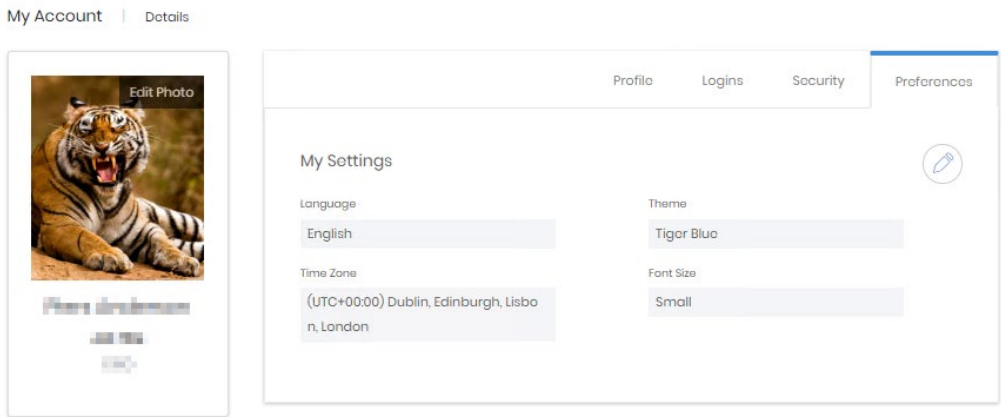 My Account | Details
Edit Photo
Profile Logins Security Preferences
My Settings
Language
English
Theme
Tiger Blue
Time Zone
(UTC+00:00) Dublin, Edinburgh, Lisbo
n, London
Font Size
Small